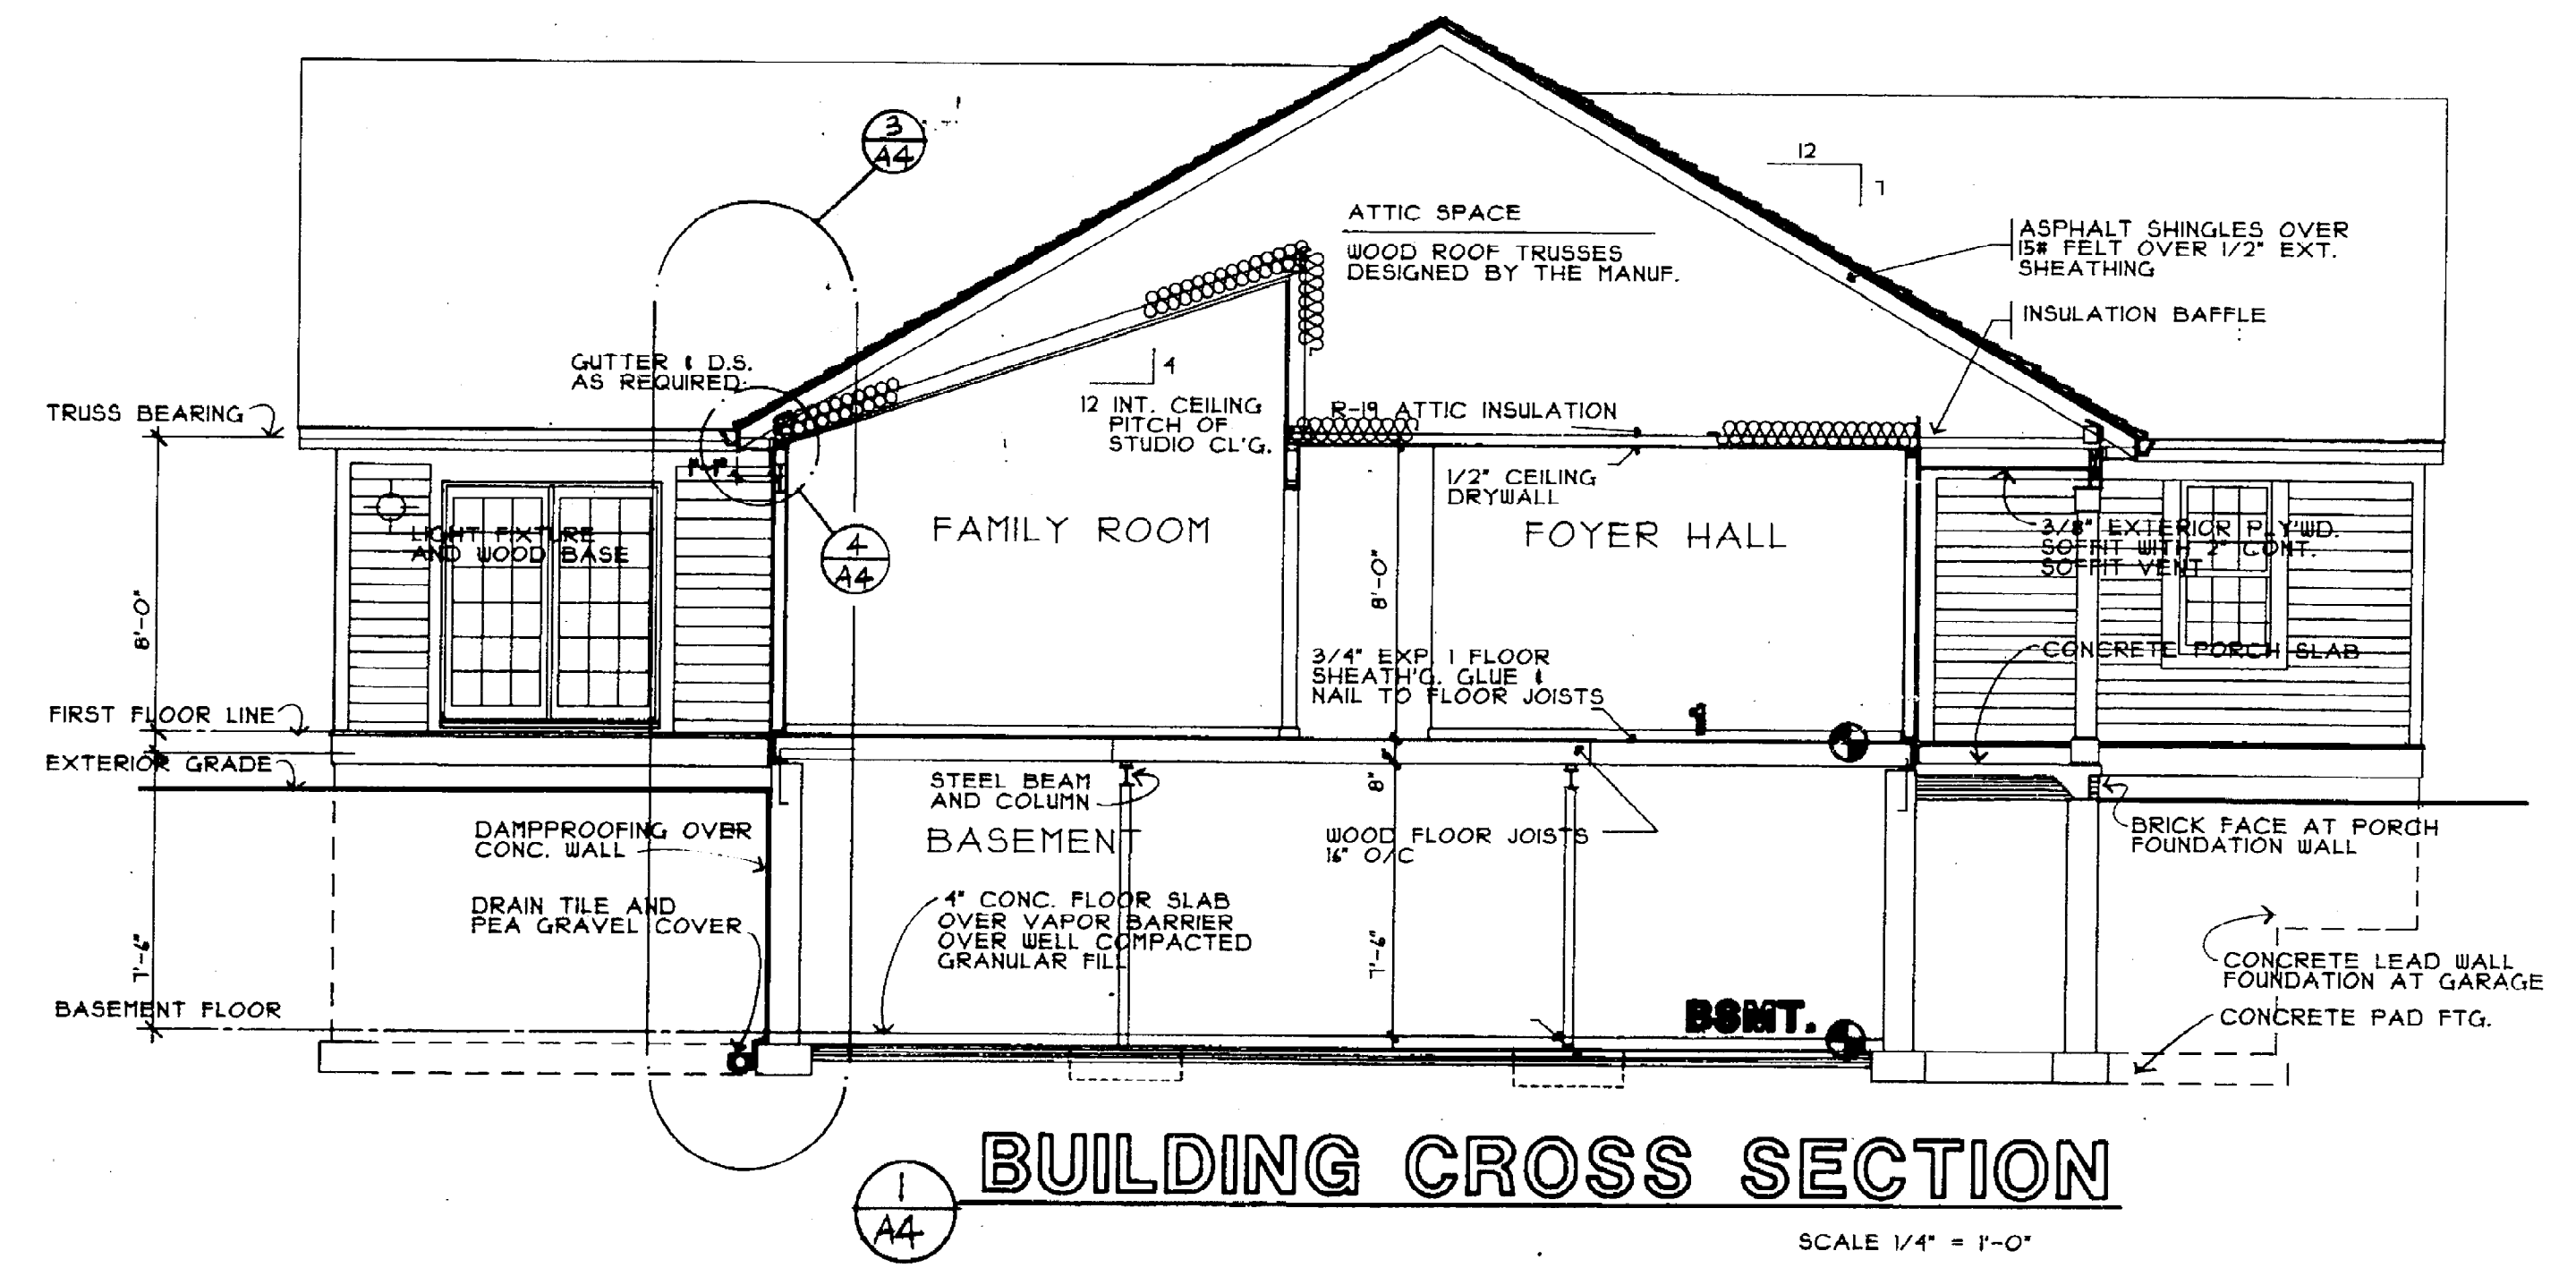 3
A4
12
7
ATTIC SPACE
WOOD ROOF TRUSSES
DESIGNED BY THE MANUF.
ASPHALT SHINGLES OVER
15# FELT OVER 1/2" EXT.
SHEATHING
INSULATION BAFFLE
GUTTER & D.S.
AS REQUIRED
4
12 INT. CEILING
PITCH OF
STUDIO CL'G.
TRUSS BEARING
R-19 ATTIC INSULATION
1/2" CEILING
DRYWALL
1'-1"
FAMILY ROOM
FOYER HALL
LIGHT FIXTURE
AND WOOD BASE
4
A4
3/8" EXTERIOR PLY'WD.
SOFFIT WITH 2" CONT.
SOFFIT VENT
8'-0"
8'-0"
3/4" EXP. 1 FLOOR
SHEATH'G. GLUE &
NAIL TO FLOOR JOISTS
CONCRETE PORCH SLAB
FIRST FLOOR LINE
EXTERIOR GRADE
STEEL BEAM
AND COLUMN
8"
DAMPPROOFING OVER
CONC. WALL
BASEMENT
WOOD FLOOR JOISTS
16" O/C
BRICK FACE AT PORCH
FOUNDATION WALL
DRAIN TILE AND
PEA GRAVEL COVER
4" CONC. FLOOR SLAB
OVER VAPOR BARRIER
OVER WELL COMPACTED
GRANULAR FILL
7'-6"
7'-6"
CONCRETE LEAD WALL
FOUNDATION AT GARAGE
BASEMENT FLOOR
BSMT.
CONCRETE PAD FTG.
1
A4
BUILDING CROSS SECTION
SCALE 1/4" = 1'-0"